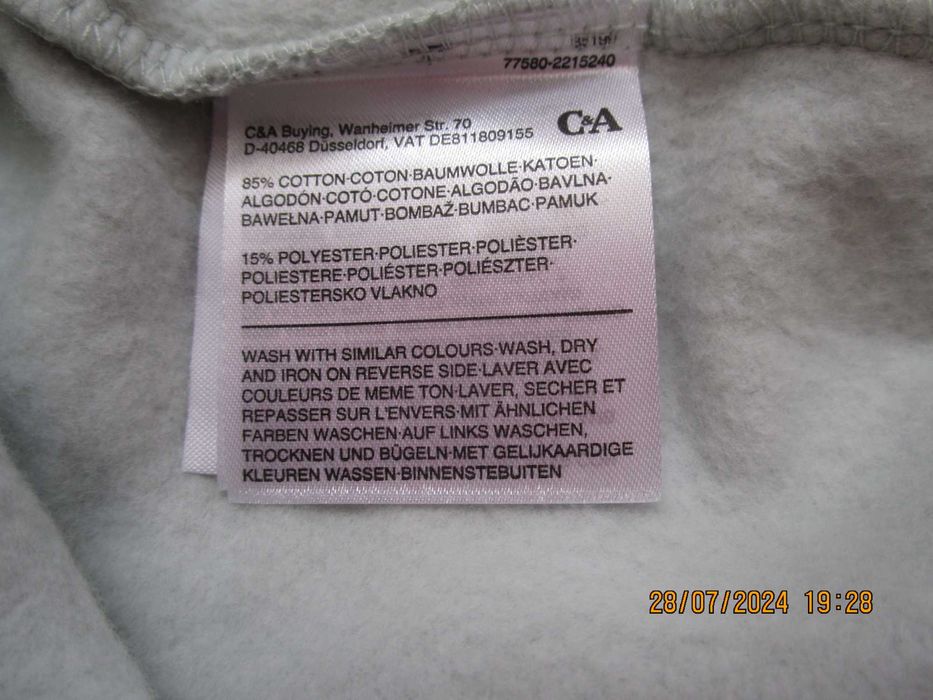 77580-2215240
C&A
C&A Buying, Wanheimer Str. 70
D-40468 Düsseldorf, VAT DE811809155
85% COTTON·COTON·BAUMWOLLE·KATOEN·
ALGODÓN·COTÓ·COTONE·ALGODÃO·BAVLNA·
BAWEŁNA·PAMUT·BOMBAŽ·BUMBAC·PAMUK
15% POLYESTER·POLIESTER·POLIÈSTER·
POLIESTERE·POLIÉSTER·POLIÉSZTER·
POLIESTERSKO VLAKNO
WASH WITH SIMILAR COLOURS·WASH, DRY
AND IRON ON REVERSE SIDE·LAVER AVEC
COULEURS DE MEME TON·LAVER, SECHER ET
REPASSER SUR L'ENVERS·MIT ÄHNLICHEN
FARBEN WASCHEN·AUF LINKS WASCHEN,
TROCKNEN UND BÜGELN·MET GELIJKAARDIGE
KLEUREN WASSEN·BINNENSTEBUITEN
28/07/2024 19:28